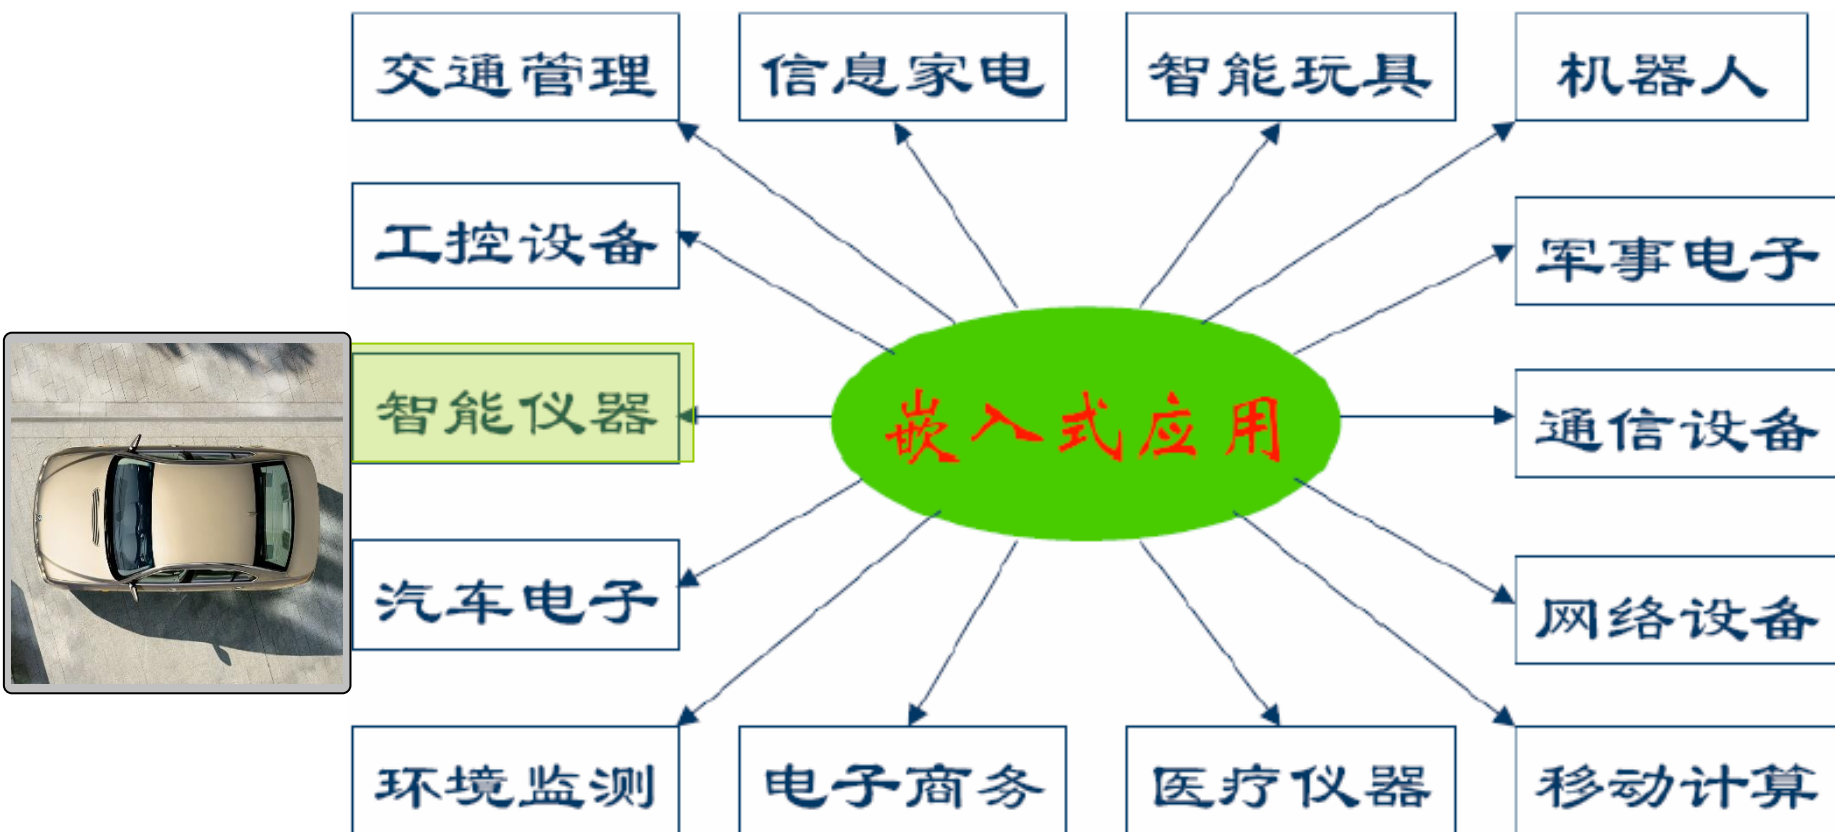 交通管理
信息家电
智能玩具
机器人
工控设备
军事电子
智能仪器
嵌入式应用
通信设备
汽车电子
网络设备
环境监测
电子商务
医疗仪器
移动计算